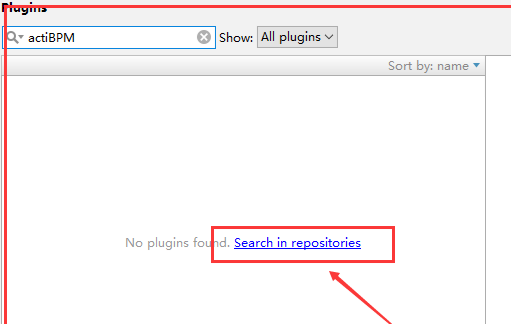 Plugins
actiBPM Show: All plugins
Sort by: name
No plugins found. Search in repositories